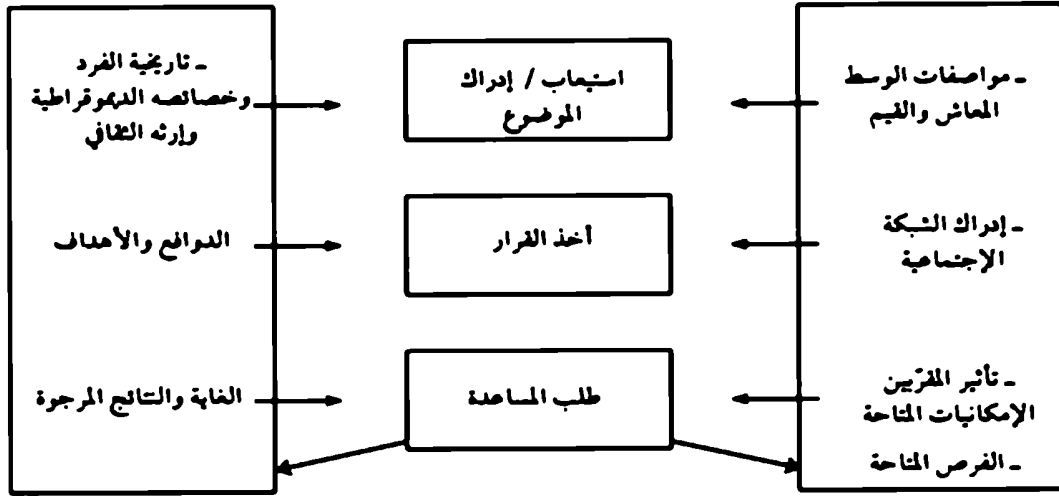 - مواصفات الوسط
المعاش والقيم
- إدراك الشبكة
الإجتماعية
- تأثير المقرّبين
الإمكانيات المتاحة
- الفرص المتاحة
استيعاب / إدراك
الموضوع
أخذ القرار
طلب المساعدة
- تاريخية الفرد
وخصائصه الديموقراطية
وإرثه الثقافي
الدوافع والأهداف
الغاية والنتائج المرجوة